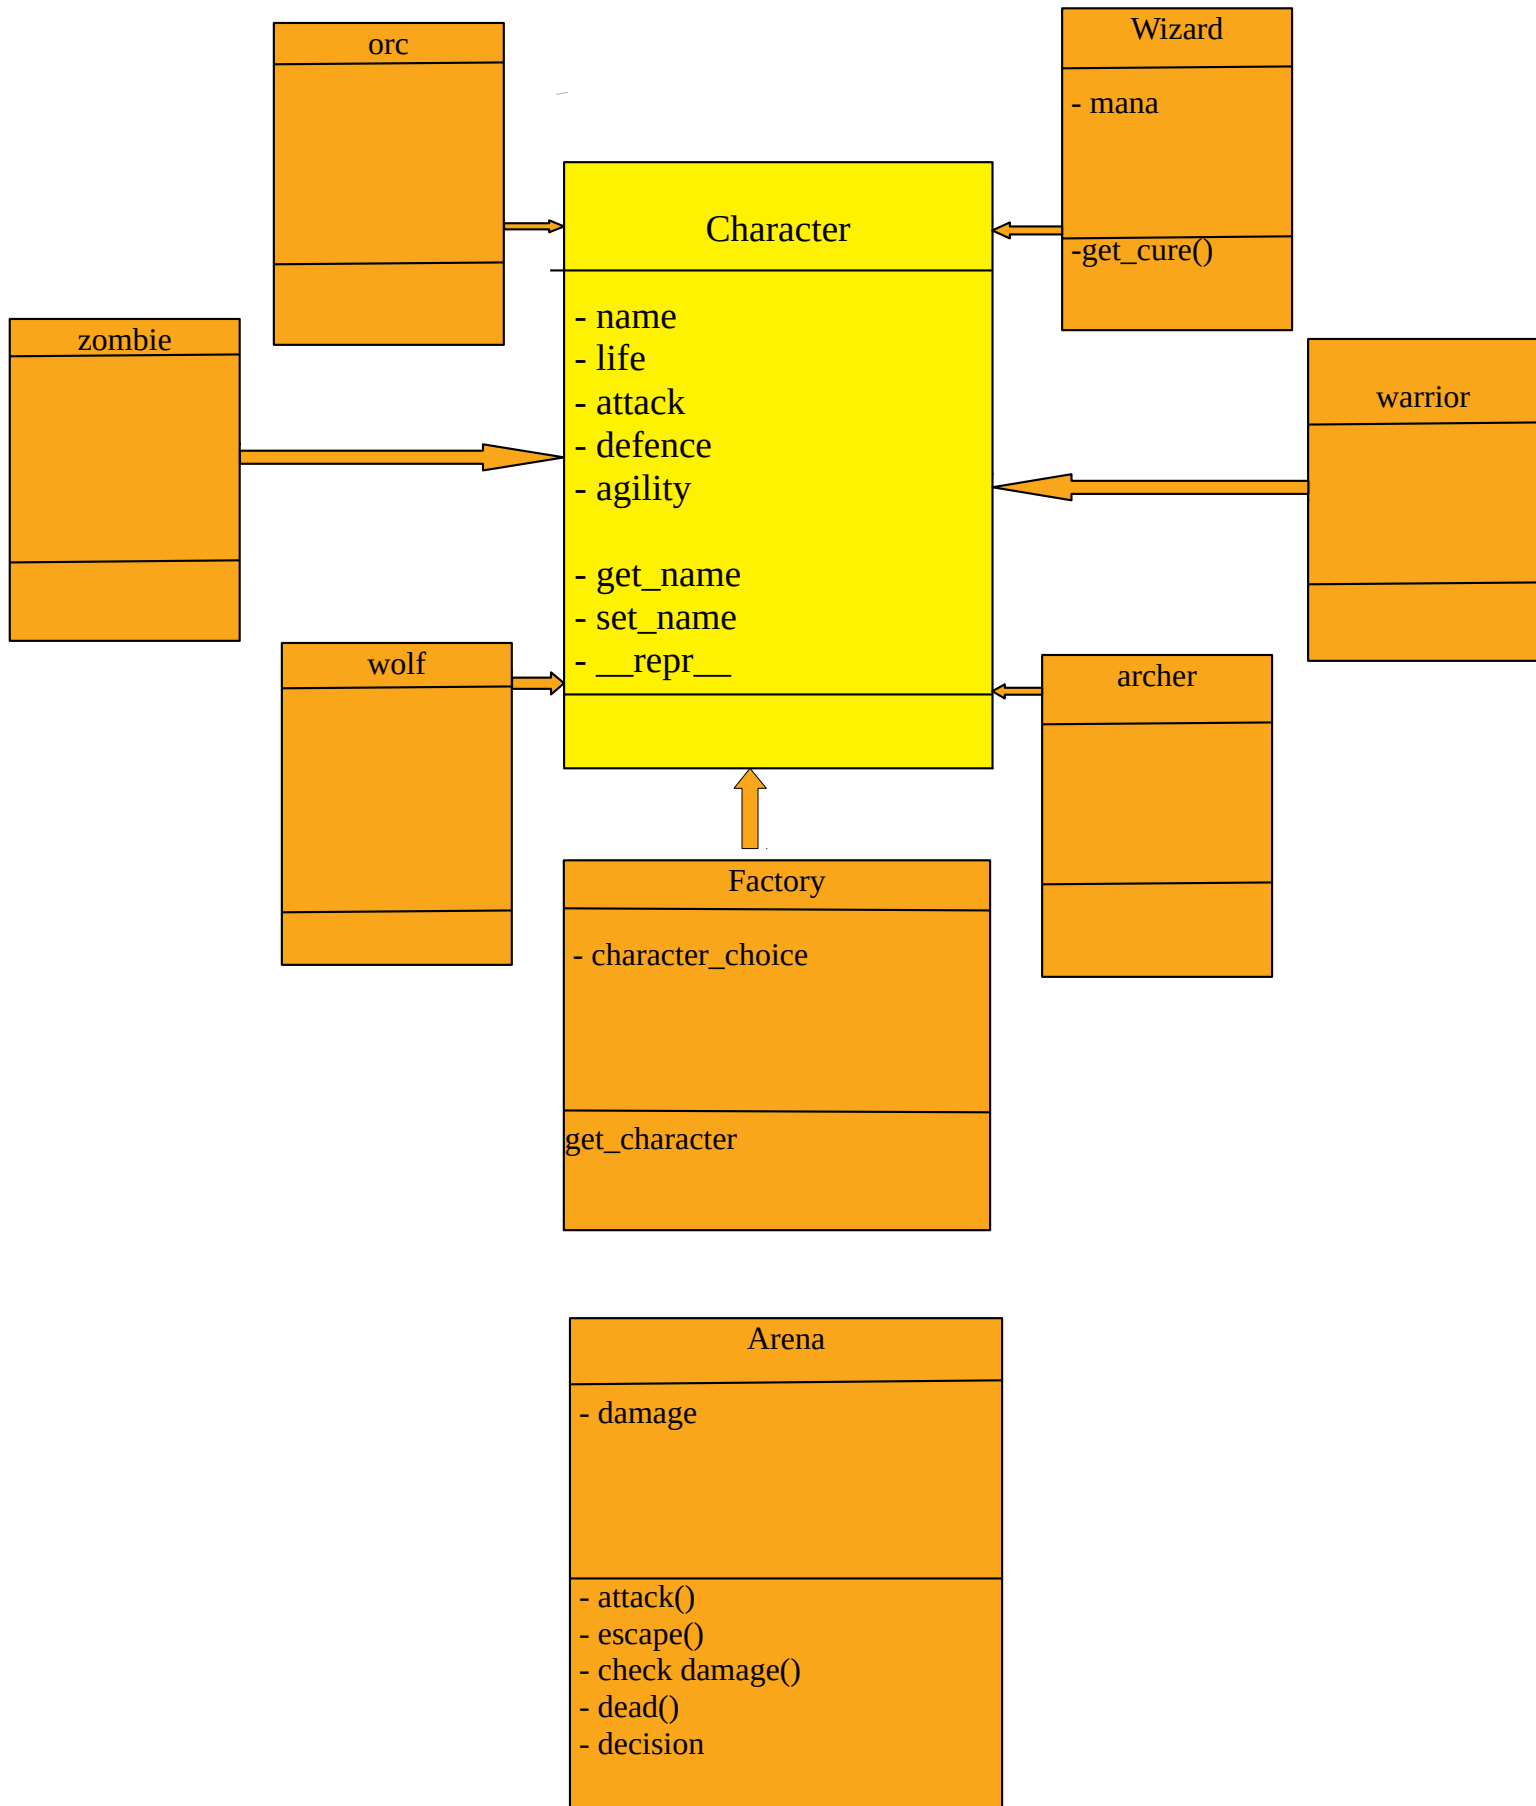 orc
Wizard
- mana
-get_cure()
Character
- name
- life
- attack
- defence
- agility
- get_name
- set_name
- __repr__
zombie
warrior
wolf
archer
Factory
- character_choice
get_character
Arena
- damage
- attack()
- escape()
- check damage()
- dead()
- decision